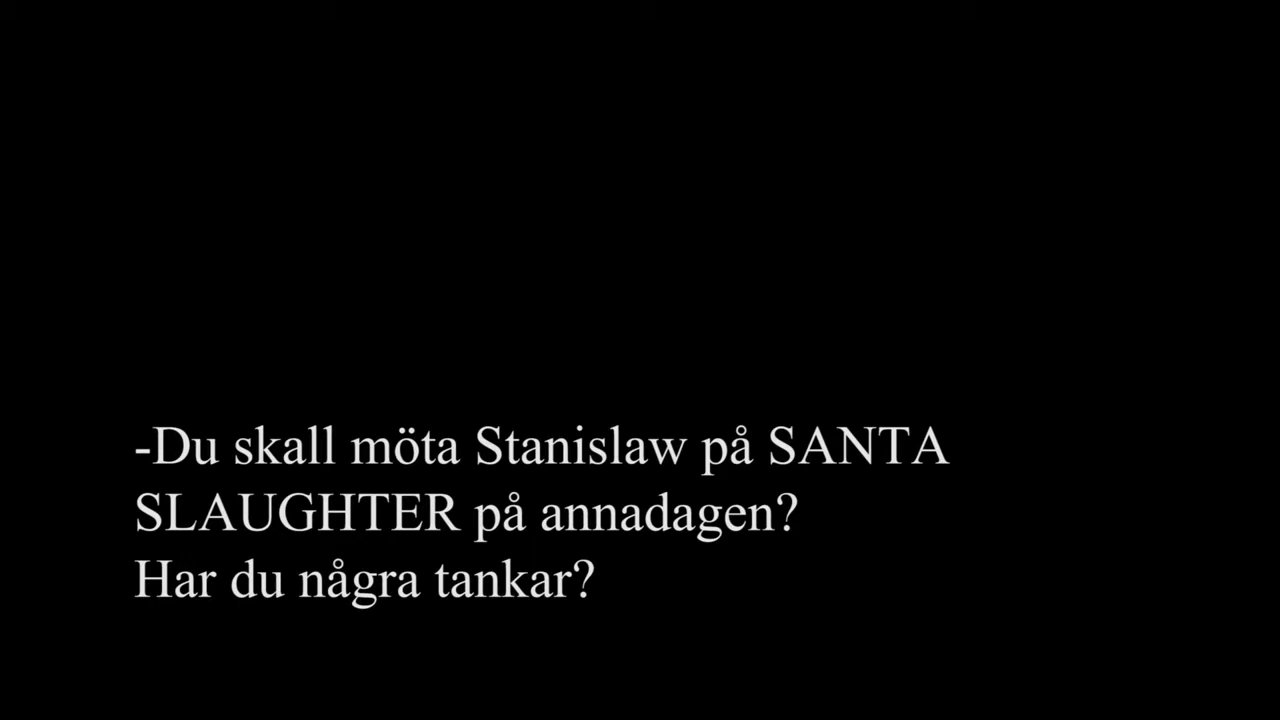 -Du skall möta Stanislaw på SANTA
SLAUGHTER på annadagen?
Har du några tankar?